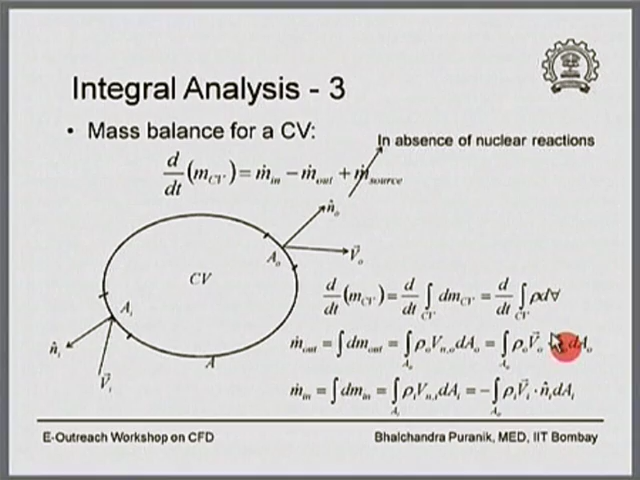 Integral Analysis - 3
• Mass balance for a CV:
In absence of nuclear reactions
d/dt (m_CV) = ṁ_in − ṁ_out + ṁ_source
n̂_o
A_o
V⃗_o
CV
A_i
n̂_i
V⃗_i
A
d/dt (m_CV) = d/dt ∫_CV dm_CV = d/dt ∫_CV ρd∀
ṁ_out = ∫ dm_out = ∫_{A_o} ρ_o V_{n,o} dA_o = ∫_{A_o} ρ_o V⃗_o dA_o
ṁ_in = ∫ dm_in = ∫_{A_i} ρ_i V_{n,i} dA_i = −∫_{A_o} ρ_i V⃗_i · n̂_i dA_i
E-Outreach Workshop on CFD
Bhalchandra Puranik, MED, IIT Bombay